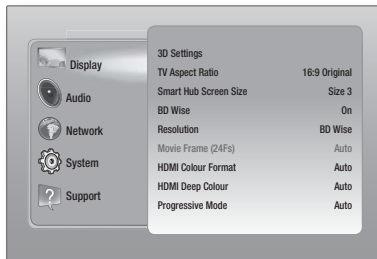 Display
Audio
Network
System
Support
3D Settings
TV Aspect Ratio 16:9 Original
Smart Hub Screen Size Size 3
BD Wise On
Resolution BD Wise
Movie Frame (24Fs) Auto
HDMI Colour Format Auto
HDMI Deep Colour Auto
Progressive Mode Auto